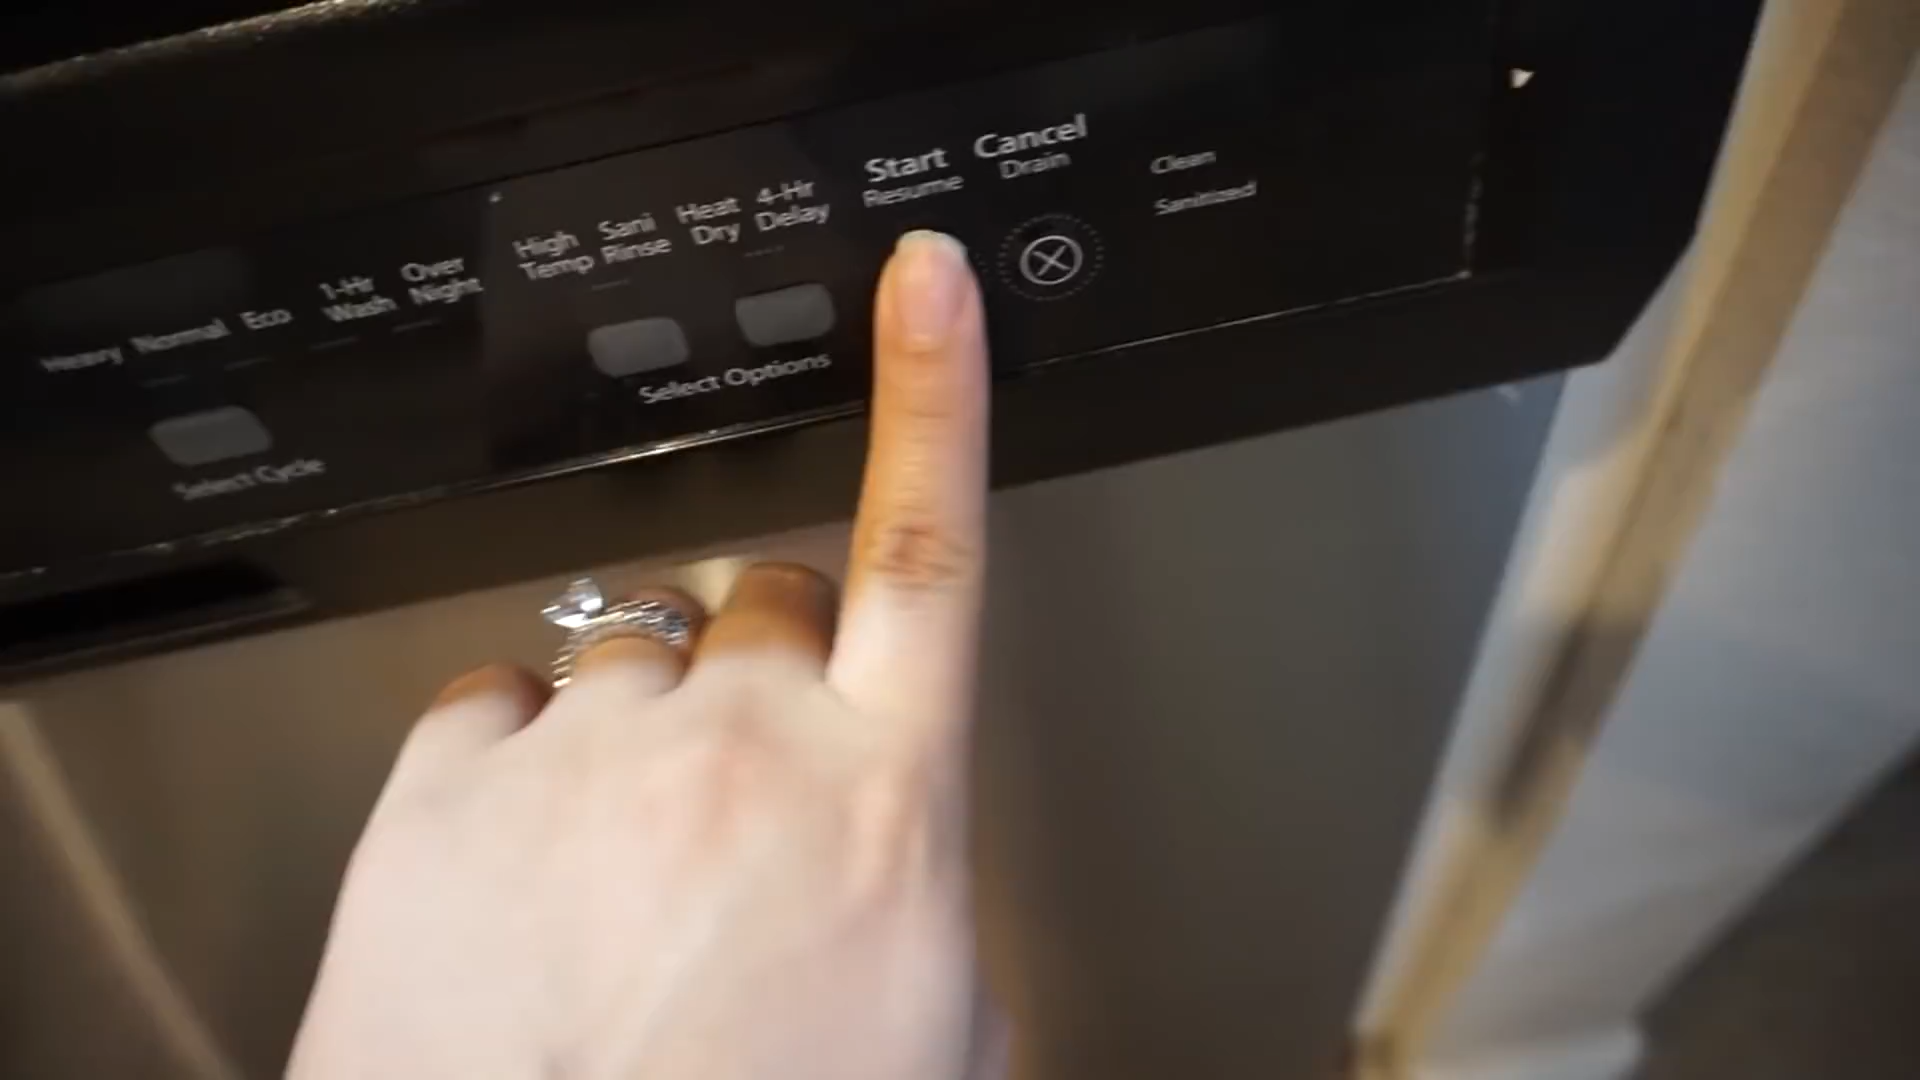 Heavy Normal Eco
1-Hr
Wash
Over
Night
Select Cycle
High
Temp
Sani
Rinse
Heat
Dry
4-Hr
Delay
Select Options
Start
Resume
Cancel
Drain
Clean
Sanitized